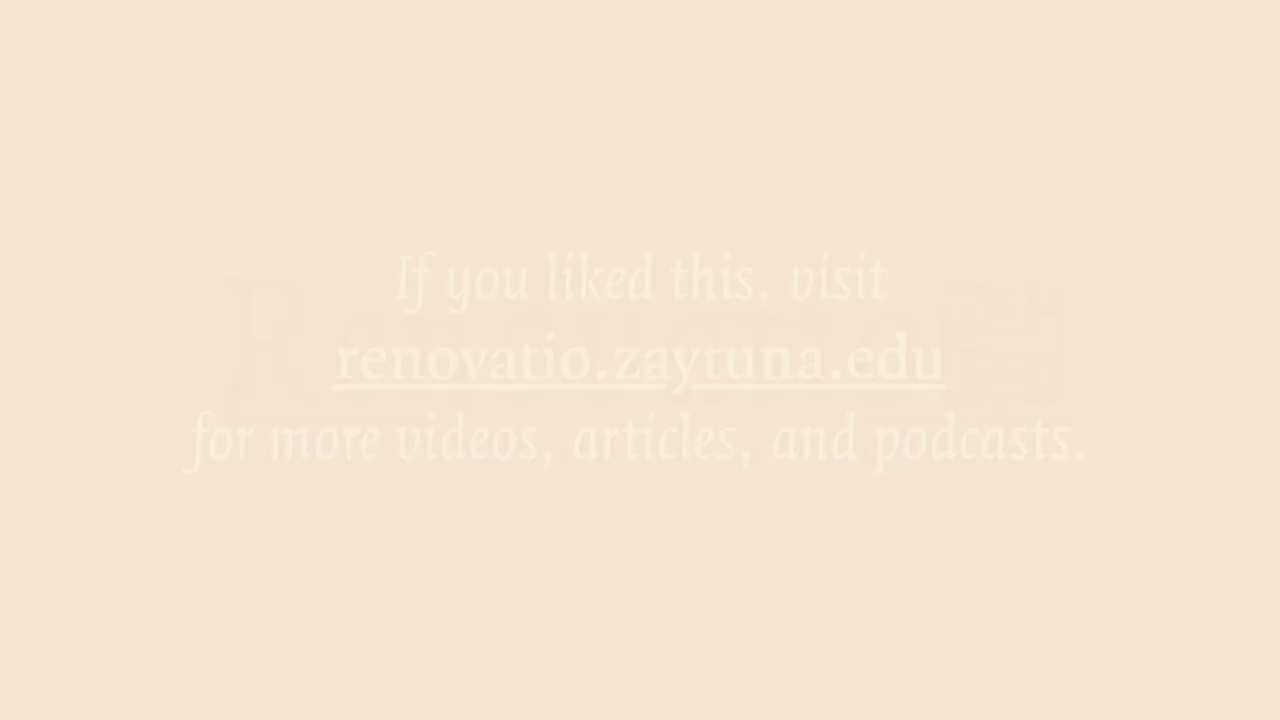 If you liked this, visit
renovatio.zaytuna.edu
for more videos, articles, and podcasts.